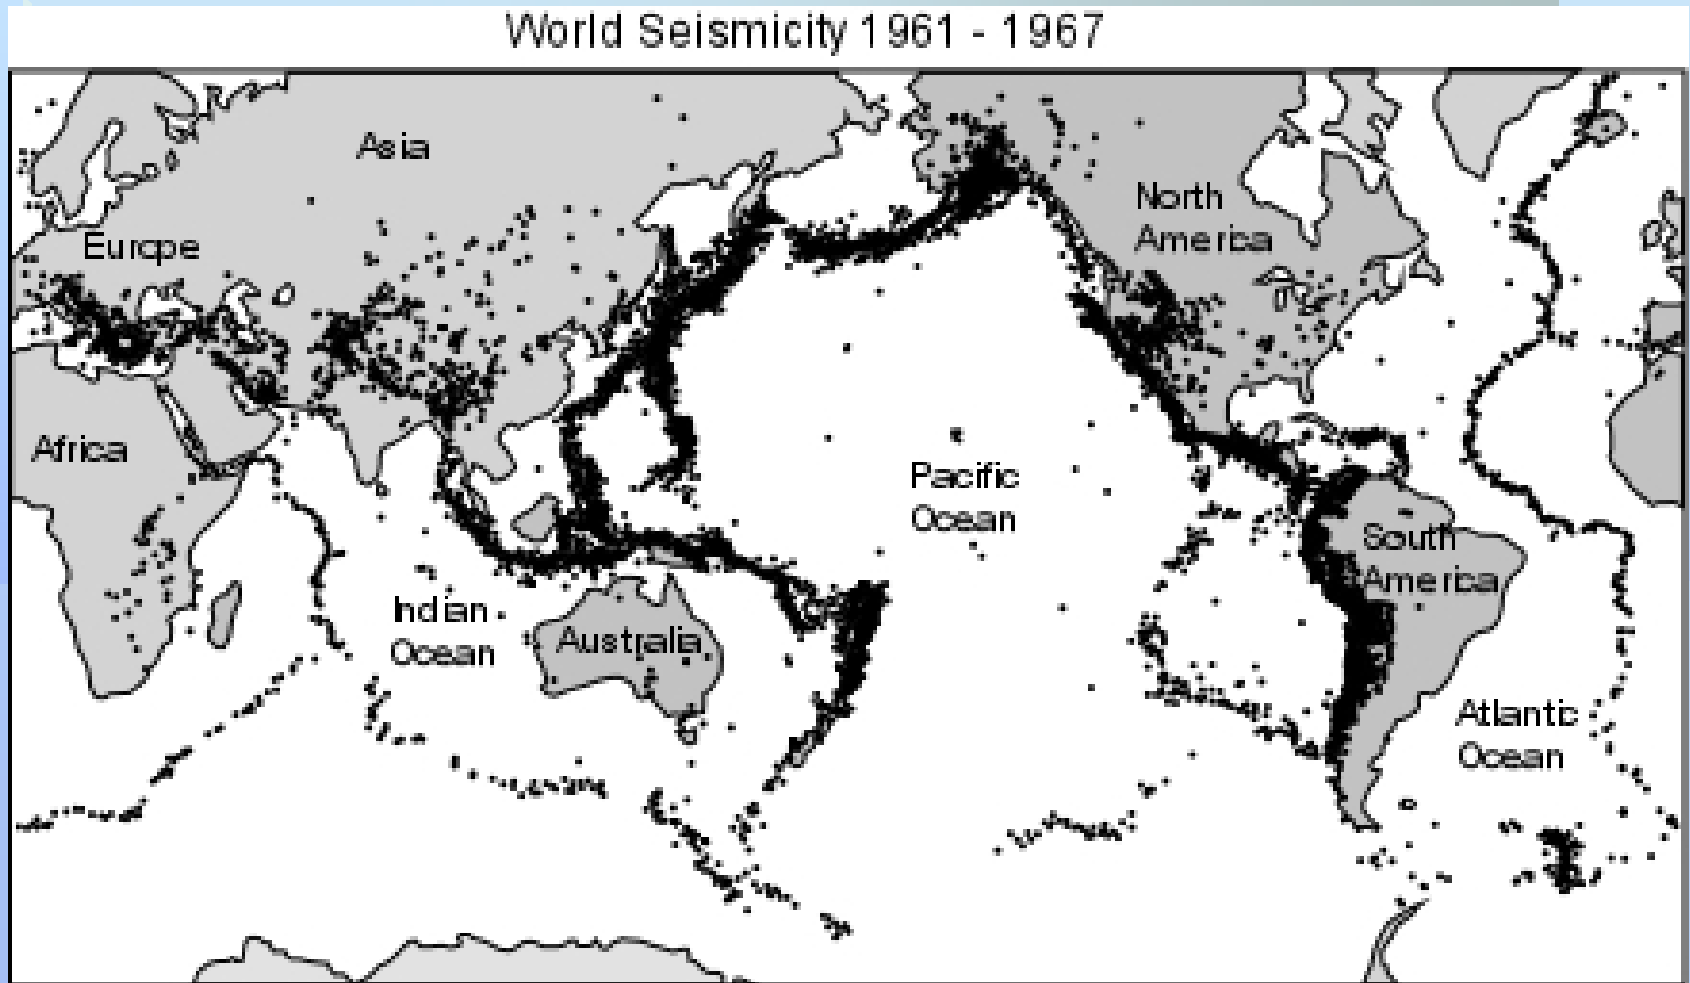 World Seismicity 1961 - 1967
Asia
North
America
Europe
Africa
Pacific
Ocean
South
America
Indian
Ocean
Australia
Atlantic
Ocean